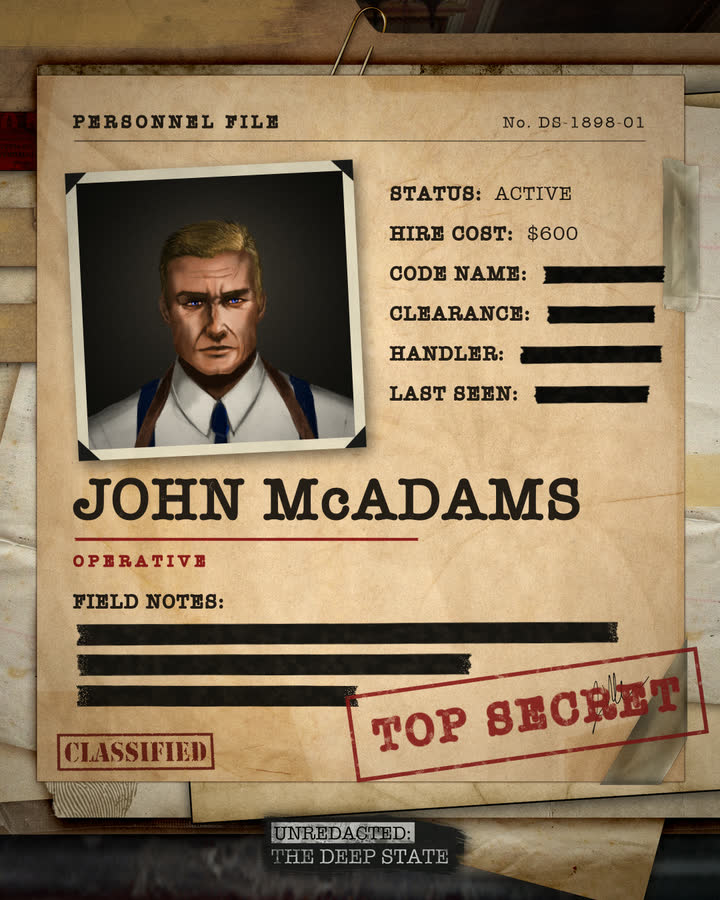 PERSONNEL FILE
No. DS-1898-01
STATUS: ACTIVE
HIRE COST: $600
CODE NAME:
CLEARANCE:
HANDLER:
LAST SEEN:
JOHN McADAMS
OPERATIVE
FIELD NOTES:
TOP SECRET
CLASSIFIED
UNREDACTED:
THE DEEP STATE